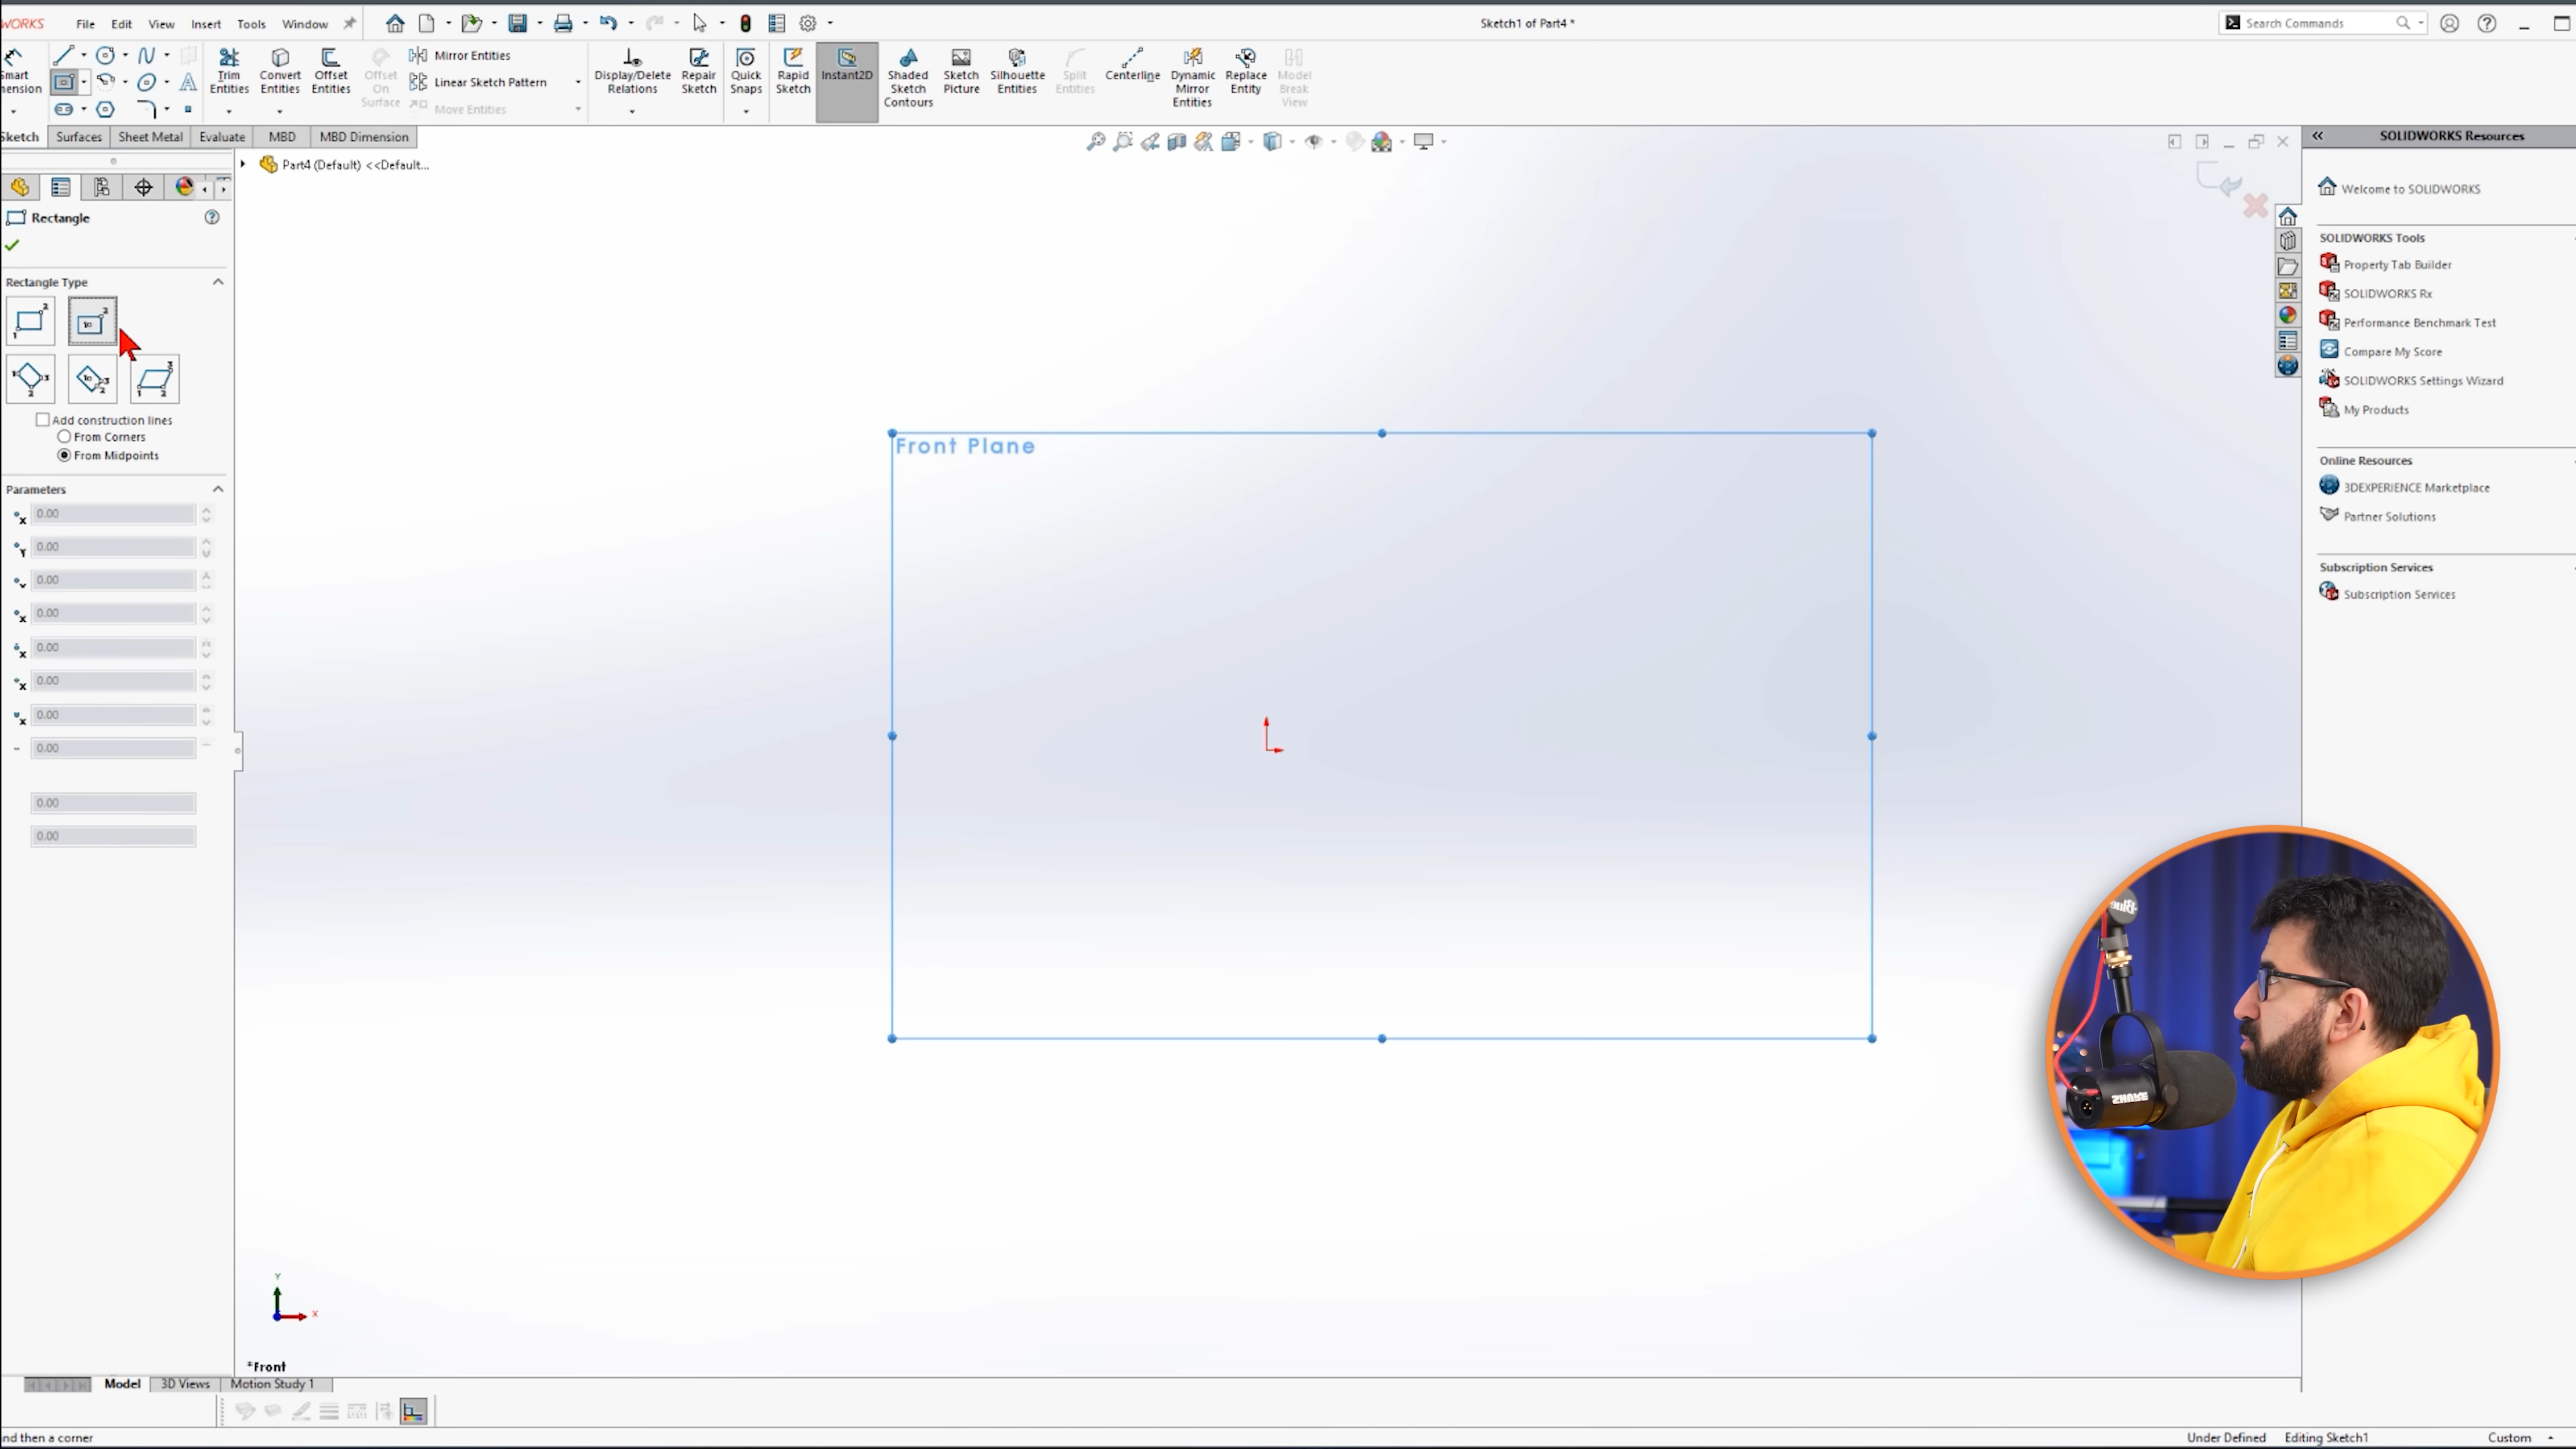 WORKS File Edit View Insert Tools Window
Sketch1 of Part4 *
Search Commands
Smart Dimension
Trim Entities
Convert Entities
Offset Entities
Offset On Surface
Mirror Entities
Linear Sketch Pattern
Move Entities
Display/Delete Relations
Repair Sketch
Quick Snaps
Rapid Sketch
Instant2D
Shaded Sketch Contours
Sketch Picture
Silhouette Entities
Split Entities
Centerline
Dynamic Mirror Entities
Replace Entity
Model Break View
Sketch Surfaces Sheet Metal Evaluate MBD MBD Dimension
Part4 (Default) <<Default...
Rectangle
Rectangle Type
Add construction lines
From Corners
From Midpoints
Parameters
0.00
0.00
0.00
0.00
0.00
0.00
0.00
0.00
0.00
0.00
Front Plane
Y
X
*Front
Model 3D Views Motion Study 1
nd then a corner
Under Defined Editing Sketch1 Custom
SOLIDWORKS Resources
Welcome to SOLIDWORKS
SOLIDWORKS Tools
Property Tab Builder
SOLIDWORKS Rx
Performance Benchmark Test
Compare My Score
SOLIDWORKS Settings Wizard
My Products
Online Resources
3DEXPERIENCE Marketplace
Partner Solutions
Subscription Services
Subscription Services
Blue
SHURE